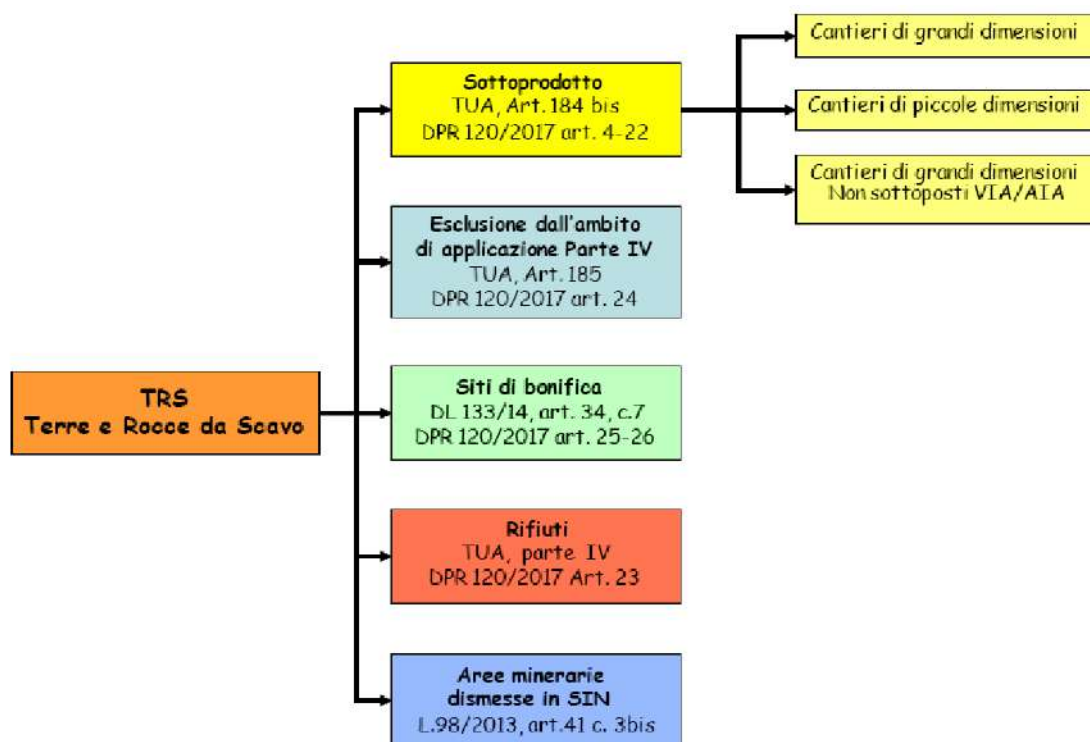 TRS
Terre e Rocce da Scavo
Sottoprodotto
TUA, Art. 184 bis
DPR 120/2017 art. 4-22
Cantieri di grandi dimensioni
Cantieri di piccole dimensioni
Cantieri di grandi dimensioni
Non sottoposti VIA/AIA
Esclusione dall'ambito
di applicazione Parte IV
TUA, Art. 185
DPR 120/2017 art. 24
Siti di bonifica
DL 133/14, art. 34, c.7
DPR 120/2017 art. 25-26
Rifiuti
TUA, parte IV
DPR 120/2017 Art. 23
Aree minerarie
dismesse in SIN
L.98/2013, art.41 c. 3bis